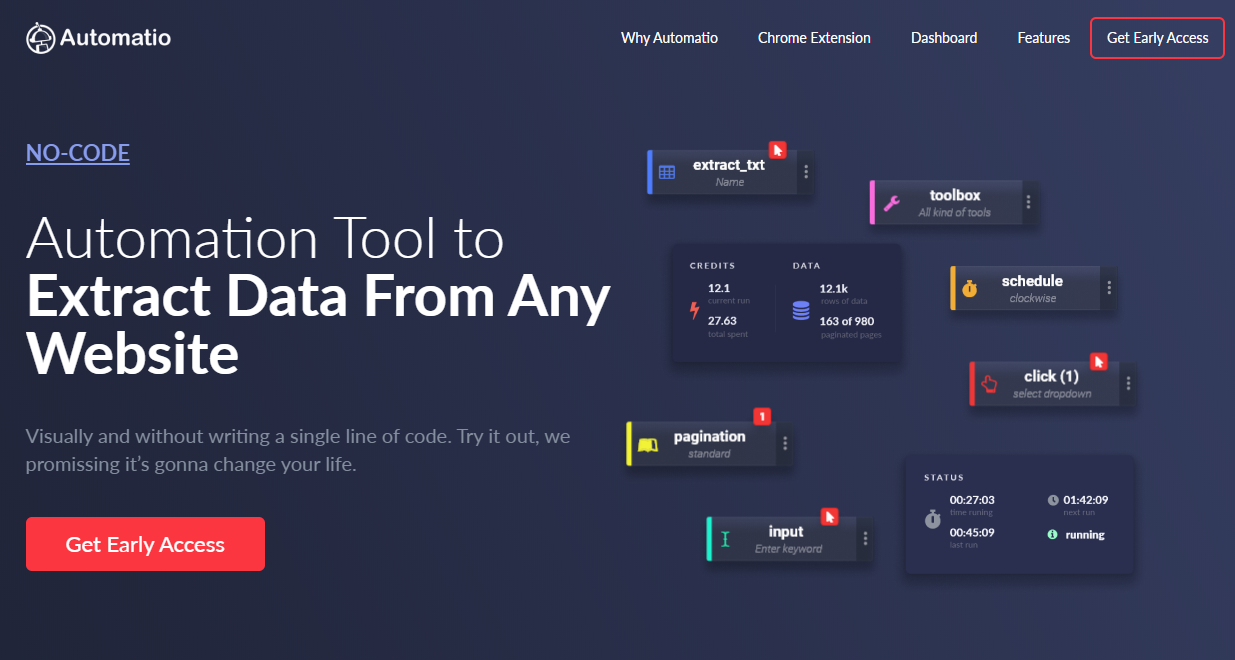 Automatio
Why Automatio
Chrome Extension
Dashboard
Features
Get Early Access
NO-CODE
Automation Tool to
Extract Data From Any
Website
Visually and without writing a single line of code. Try it out, we
promissing it's gonna change your life.
Get Early Access
extract_txt
Name
toolbox
All kind of tools
CREDITS
12.1
current run
27.63
total spent
DATA
12.1k
rows of data
163 of 980
paginated pages
schedule
clockwise
click (1)
select dropdown
1
pagination
standard
input
Enter keyword
STATUS
00:27:03
time runing
00:45:09
last run
01:42:09
next run
running